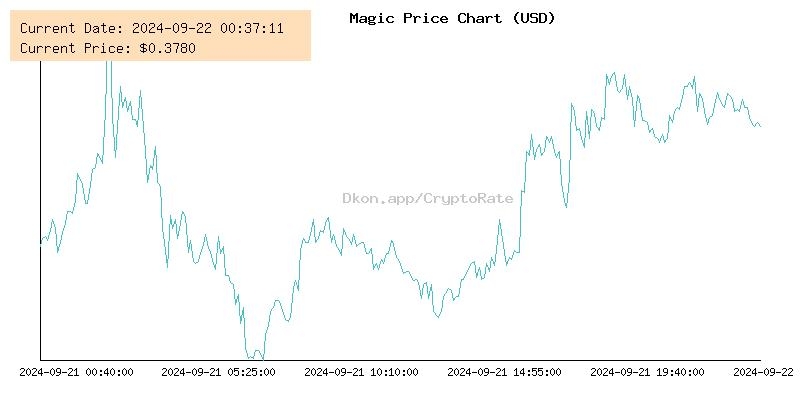 Magic Price Chart (USD)
Current Date: 2024-09-22 00:37:11
Current Price: $0.3780
Dkon.app/CryptoRate
2024-09-21 00:40:00 2024-09-21 05:25:00 2024-09-21 10:10:00 2024-09-21 14:55:00 2024-09-21 19:40:00 2024-09-22